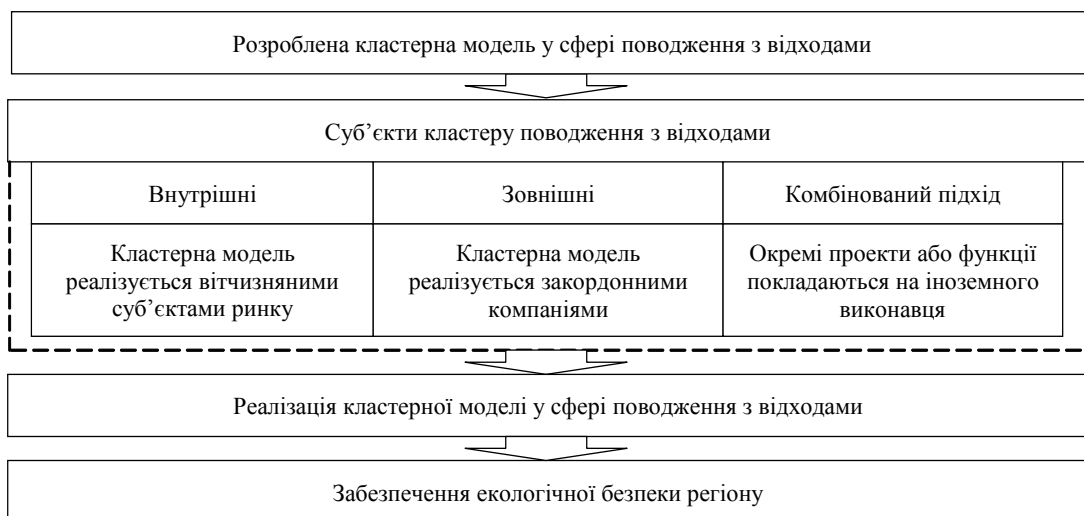 Розроблена кластерна модель у сфері поводження з відходами
Суб’єкти кластеру поводження з відходами
Внутрішні
Зовнішні
Комбінований підхід
Кластерна модель
реалізується вітчизняними
суб’єктами ринку
Кластерна модель
реалізується закордонними
компаніями
Окремі проекти або функції
покладаються на іноземного
виконавця
Реалізація кластерної моделі у сфері поводження з відходами
Забезпечення екологічної безпеки регіону